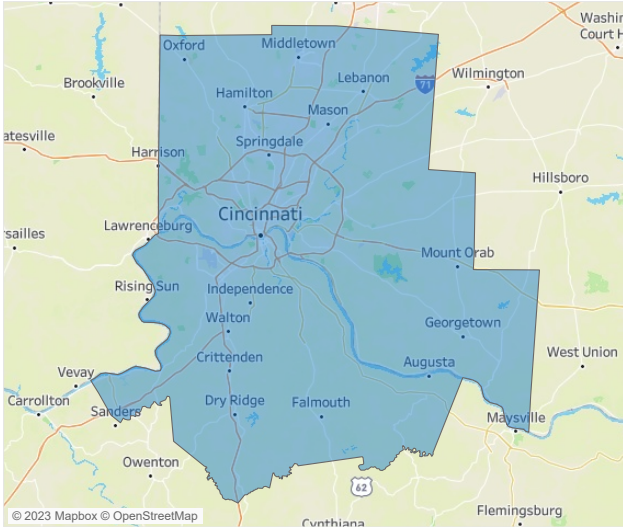 Washin
Court H
Oxford
Middletown
Brookville
Lebanon
Wilmington
71
Hamilton
Mason
atesville
Springdale
Harrison
Hillsboro
Cincinnati
Lawrenceburg
rsailles
Mount Orab
Rising Sun
Independence
Walton
Georgetown
West Union
Crittenden
Augusta
Vevay
Carrollton
Sanders
Dry Ridge
Falmouth
Maysville
Owenton
62
Flemingsburg
© 2023 Mapbox © OpenStreetMap
Cynthiana